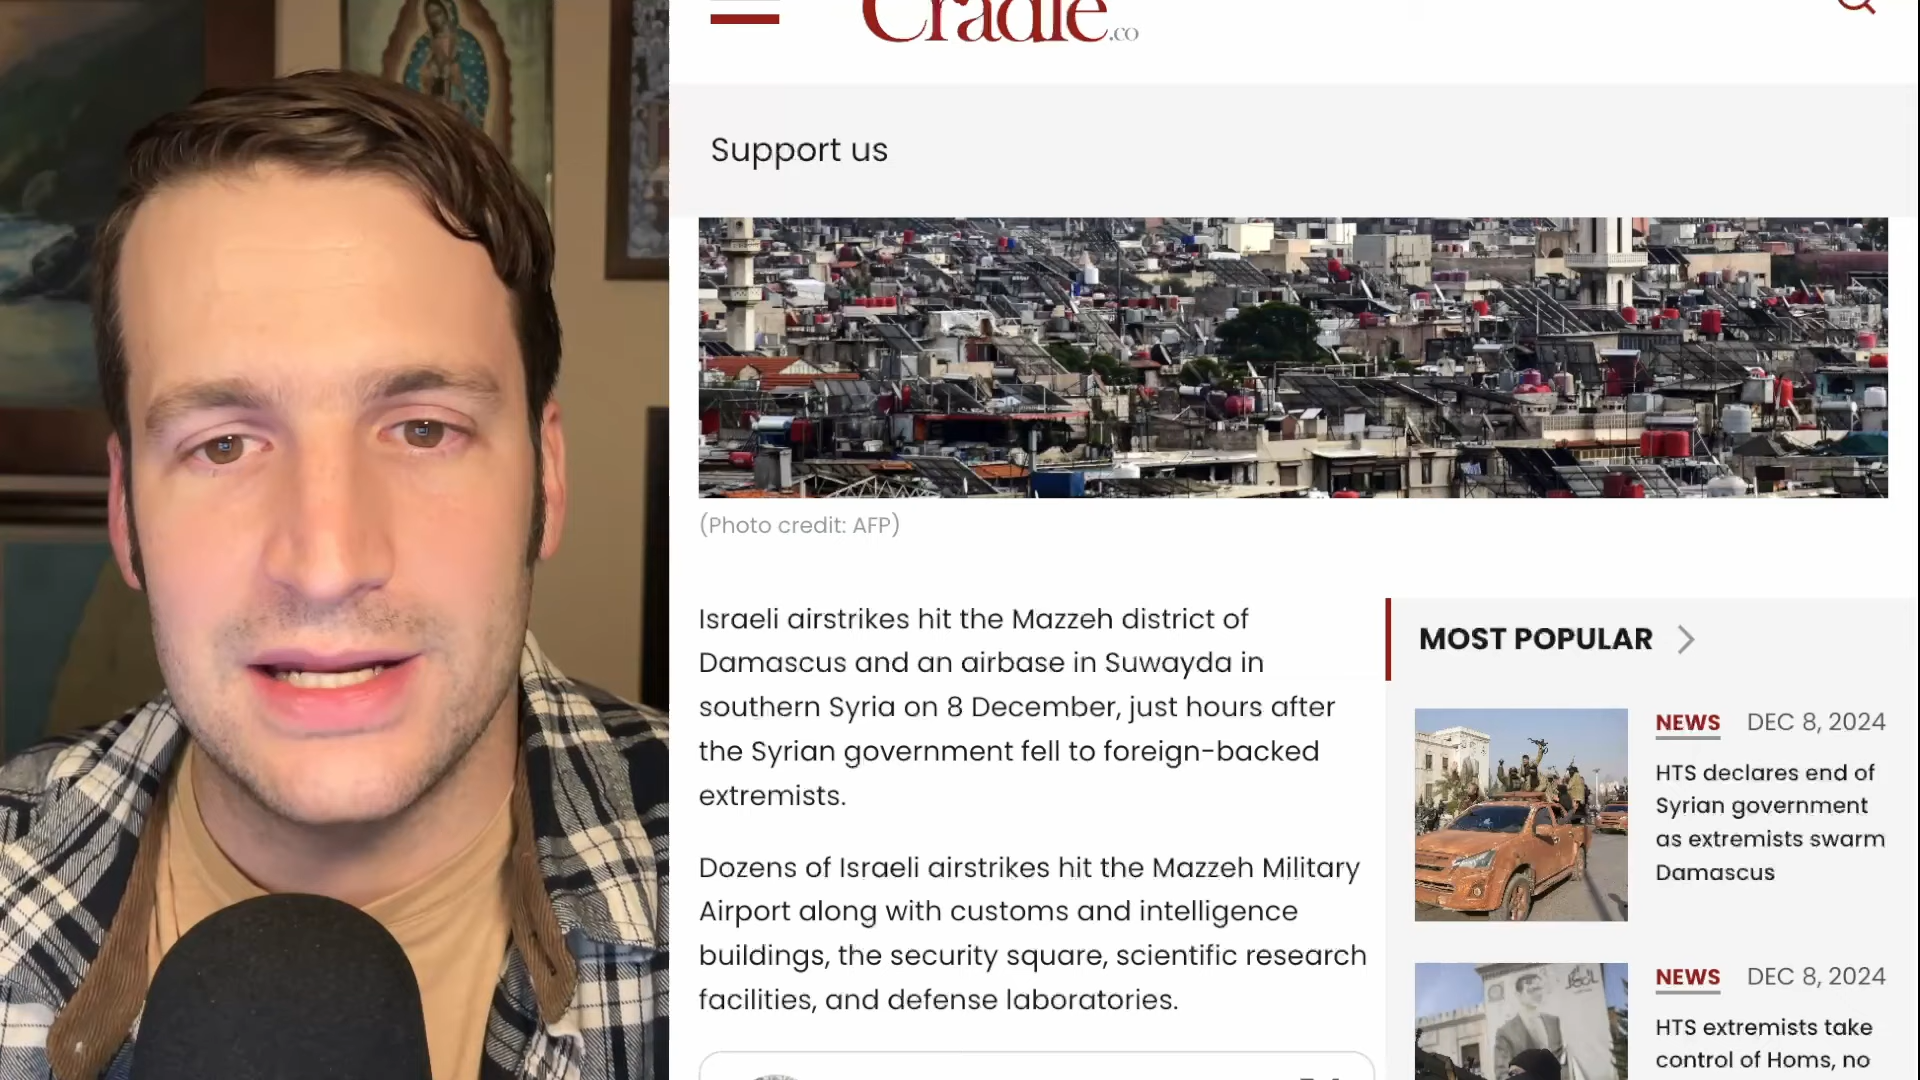 Cradle.co
Support us
(Photo credit: AFP)
Israeli airstrikes hit the Mazzeh district of
Damascus and an airbase in Suwayda in
southern Syria on 8 December, just hours after
the Syrian government fell to foreign-backed
extremists.
Dozens of Israeli airstrikes hit the Mazzeh Military
Airport along with customs and intelligence
buildings, the security square, scientific research
facilities, and defense laboratories.
MOST POPULAR
NEWS DEC 8, 2024
HTS declares end of
Syrian government
as extremists swarm
Damascus
NEWS DEC 8, 2024
HTS extremists take
control of Homs, no